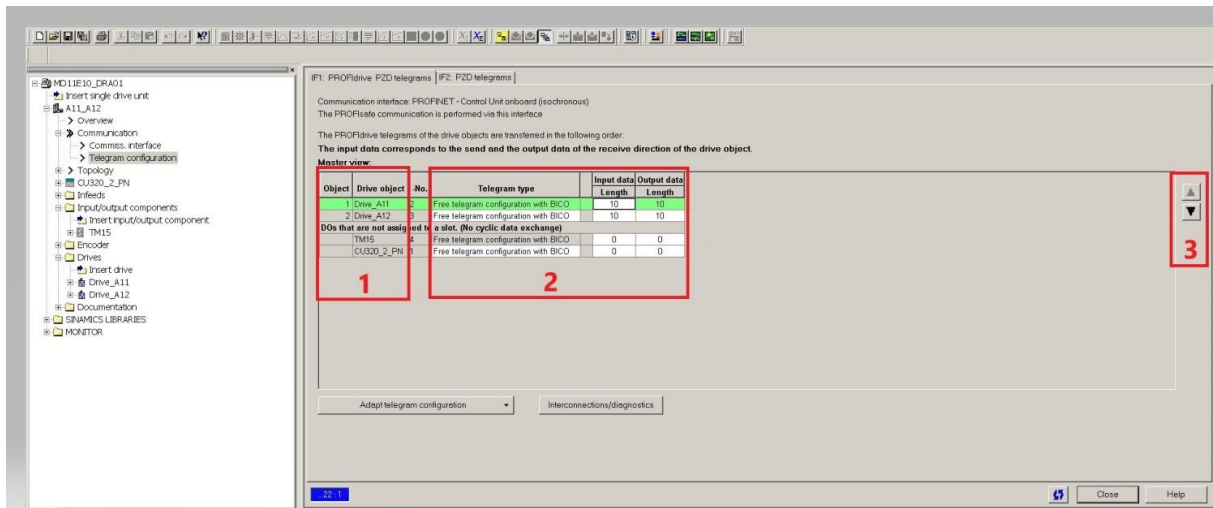 MD11E10_DRA01
Insert single drive unit
A11_A12
Overview
Communication
Commiss. interface
Telegram configuration
Topology
CU320_2_PN
Infeeds
Input/output components
Insert input/output component
TM15
Encoder
Drives
Insert drive
Drive_A11
Drive_A12
Documentation
SINAMICS LIBRARIES
MONITOR
IF1: PROFIdrive PZD telegrams IF2: PZD telegrams
Communication interface: PROFINET - Control Unit onboard (isochronous)
The PROFIsafe communication is performed via this interface
The PROFIdrive telegrams of the drive objects are transferred in the following order:
The input data corresponds to the send and the output data of the receive direction of the drive object.
Master view:
Object Drive object -No. Telegram type Input data Length Output data Length
1 Drive_A11 2 Free telegram configuration with BICO 10 10
2 Drive_A12 3 Free telegram configuration with BICO 10 10
DOs that are not assigned to a slot. (No cyclic data exchange)
TM15 4 Free telegram configuration with BICO 0 0
CU320_2_PN 1 Free telegram configuration with BICO 0 0
1 2 3
Adapt telegram configuration Interconnections/diagnostics
Close Help